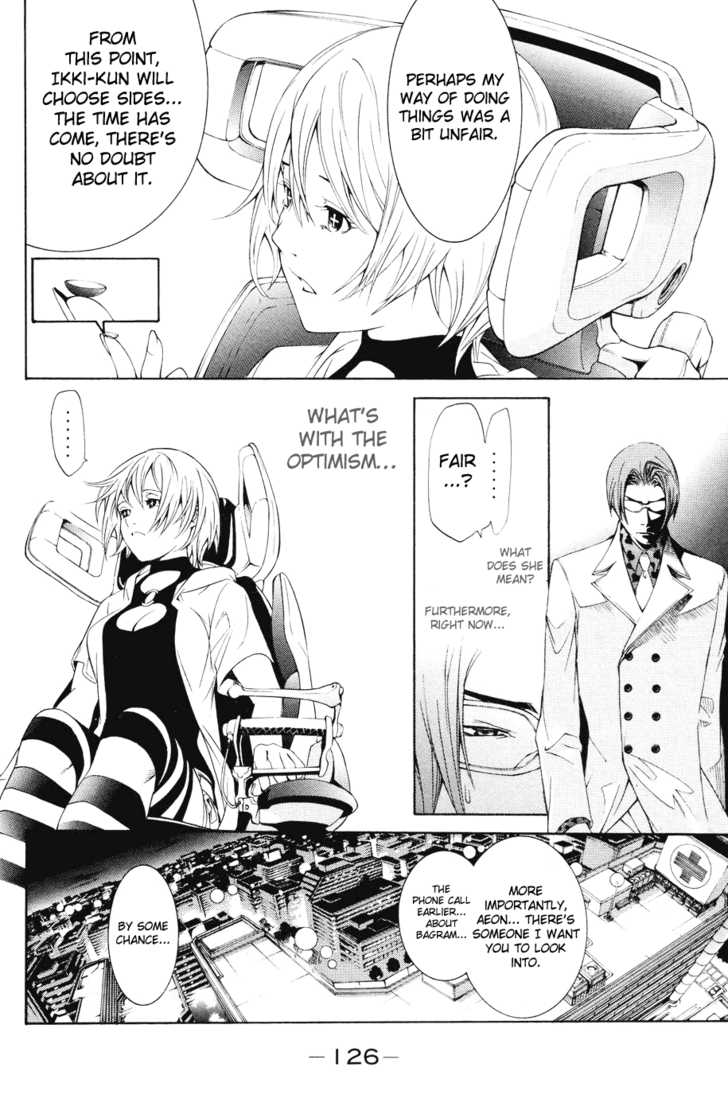 PERHAPS MY
WAY OF DOING
THINGS WAS A
BIT UNFAIR.
FROM
THIS POINT,
IKKI-KUN WILL
CHOOSE SIDES...
THE TIME HAS
COME, THERE'S
NO DOUBT
ABOUT IT.
......
FAIR
...?
WHAT
DOES SHE
MEAN?
FURTHERMORE,
RIGHT NOW...
WHAT'S
WITH THE
OPTIMISM...
......
MORE
IMPORTANTLY,
AEON... THERE'S
SOMEONE I WANT
YOU TO LOOK
INTO.
THE
PHONE CALL
EARLIER...
ABOUT
BAGRAM...
BY SOME
CHANCE...
-126-